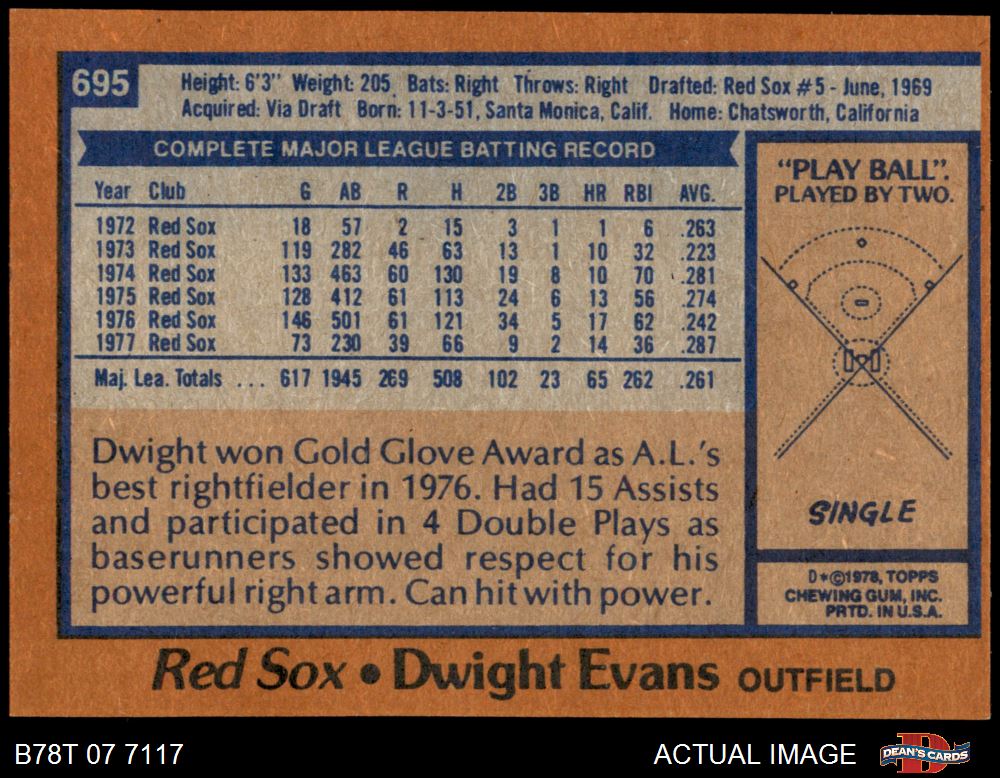 695
Height: 6'3" Weight: 205 Bats: Right Throws: Right Drafted: Red Sox #5 - June, 1969
Acquired: Via Draft Born: 11-3-51, Santa Monica, Calif. Home: Chatsworth, California
COMPLETE MAJOR LEAGUE BATTING RECORD
Year Club G AB R H 2B 3B HR RBI AVG.
1972 Red Sox 18 57 2 15 3 1 1 6 .263
1973 Red Sox 119 282 46 63 13 1 10 32 .223
1974 Red Sox 133 463 60 130 19 8 10 70 .281
1975 Red Sox 128 412 61 113 24 6 13 56 .274
1976 Red Sox 146 501 61 121 34 5 17 62 .242
1977 Red Sox 73 230 39 66 9 2 14 36 .287
Maj. Lea. Totals ... 617 1945 269 508 102 23 65 262 .261
Dwight won Gold Glove Award as A.L.'s
best rightfielder in 1976. Had 15 Assists
and participated in 4 Double Plays as
baserunners showed respect for his
powerful right arm. Can hit with power.
"PLAY BALL".
PLAYED BY TWO.
SINGLE
D*©1978, TOPPS
CHEWING GUM, INC.
PRTD. IN U.S.A.
Red Sox • Dwight Evans OUTFIELD
B78T 07 7117
ACTUAL IMAGE
D
DEAN'S CARDS